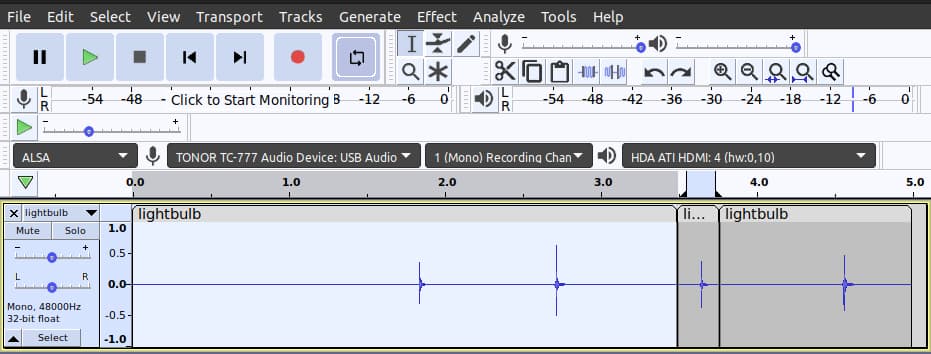 File Edit Select View Transport Tracks Generate Effect Analyze Tools Help
L R -54 -48 - Click to Start Monitoring -12 -6 0
L R -54 -48 -42 -36 -30 -24 -18 -12 -6 0
- +
ALSA TONOR TC-777 Audio Device: USB Audio 1 (Mono) Recording Chan HDA ATI HDMI: 4 (hw:0,10)
0.0 1.0 2.0 3.0 4.0 5.0
lightbulb
Mute Solo
- +
L R
Mono, 48000Hz
32-bit float
Select
1.0
0.5
0.0
-0.5
-1.0
lightbulb li... lightbulb